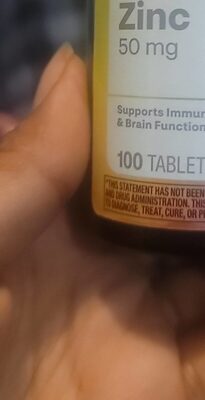 Zinc
50 mg
Supports Immun
& Brain Function
100 TABLET
*THIS STATEMENT HAS NOT BEEN
AND DRUG ADMINISTRATION. THIS
TO DIAGNOSE, TREAT, CURE, OR P